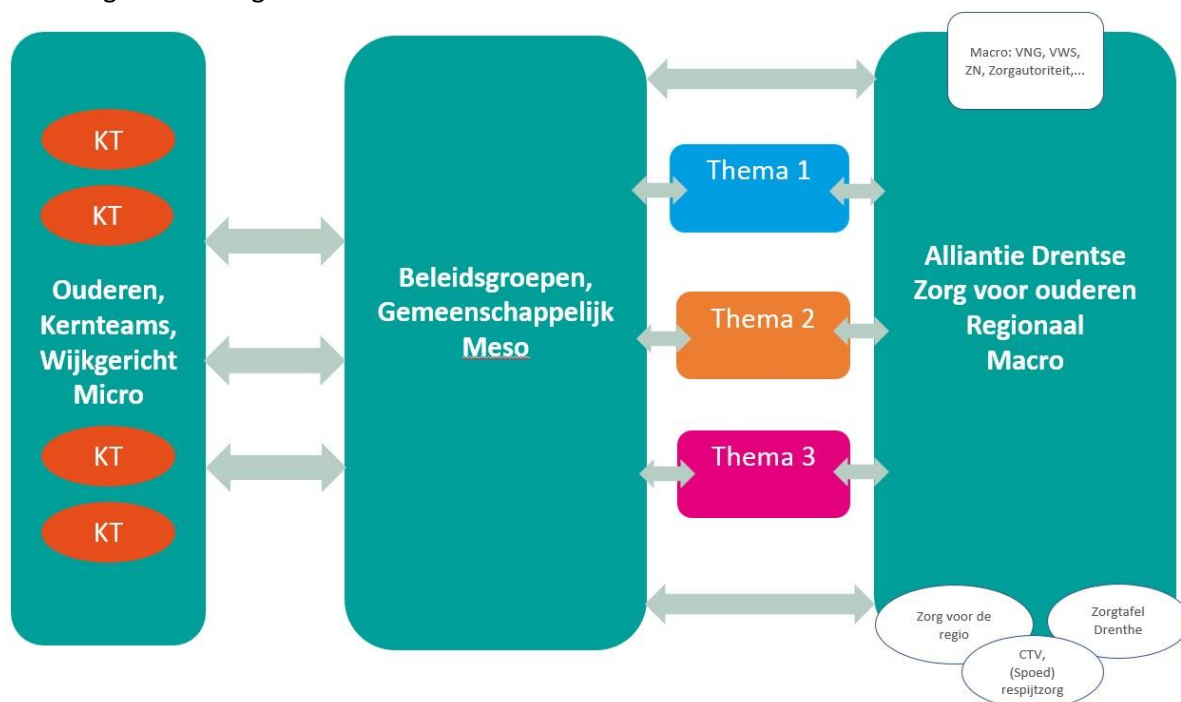 KT
KT
Ouderen,
Kernteams,
Wijkgericht
Micro
KT
KT
Beleidsgroepen,
Gemeenschappelijk
Meso
Thema 1
Thema 2
Thema 3
Macro: VNG, VWS,
ZN, Zorgautoriteit,...
Alliantie Drentse
Zorg voor ouderen
Regionaal
Macro
Zorg voor de
regio
Zorgtafel
Drenthe
CTV,
(Spoed)
respijtzorg